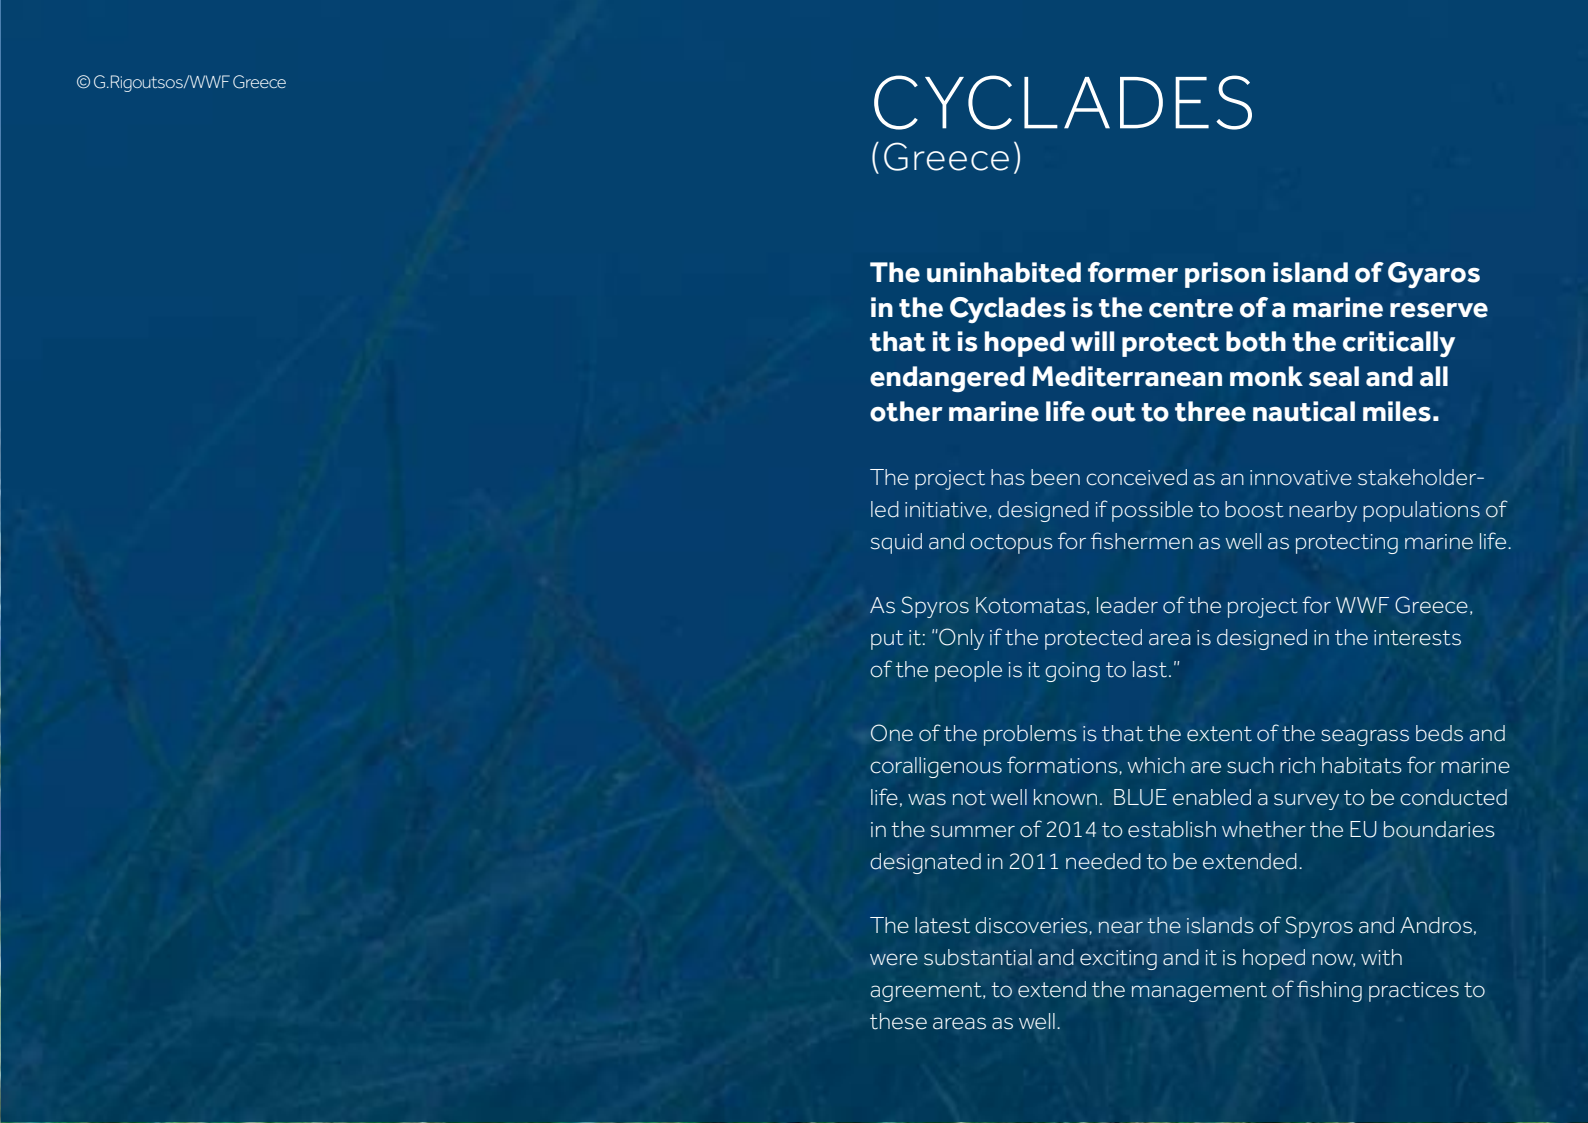 © G.Rigoutsos/WWF Greece
CYCLADES
(Greece)
The uninhabited former prison island of Gyaros
in the Cyclades is the centre of a marine reserve
that it is hoped will protect both the critically
endangered Mediterranean monk seal and all
other marine life out to three nautical miles.
The project has been conceived as an innovative stakeholder-
led initiative, designed if possible to boost nearby populations of
squid and octopus for fishermen as well as protecting marine life.
As Spyros Kotomatas, leader of the project for WWF Greece,
put it: "Only if the protected area is designed in the interests
of the people is it going to last."
One of the problems is that the extent of the seagrass beds and
coralligenous formations, which are such rich habitats for marine
life, was not well known.  BLUE enabled a survey to be conducted
in the summer of 2014 to establish whether the EU boundaries
designated in 2011 needed to be extended.
The latest discoveries, near the islands of Spyros and Andros,
were substantial and exciting and it is hoped now, with
agreement, to extend the management of fishing practices to
these areas as well.